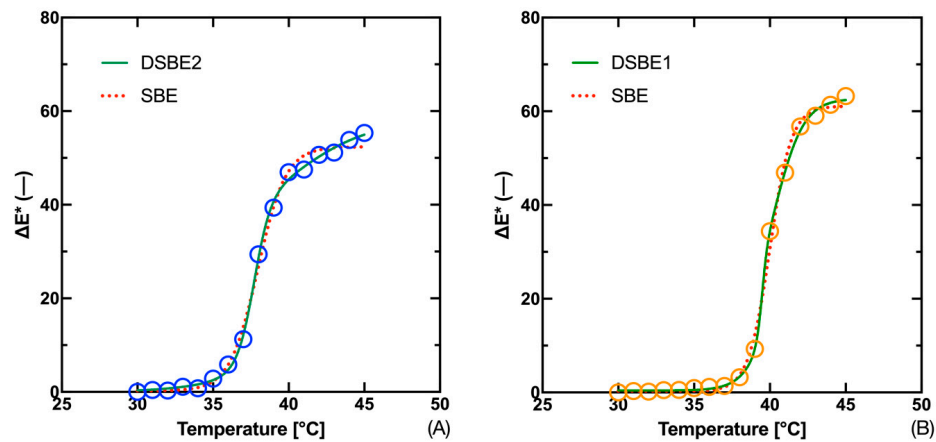 80
60
40
20
0
ΔE* (—)
DSBE2
SBE
25 30 35 40 45 50
Temperature [°C]
(A)
80
60
40
20
0
ΔE* (—)
DSBE1
SBE
25 30 35 40 45 50
Temperature [°C]
(B)